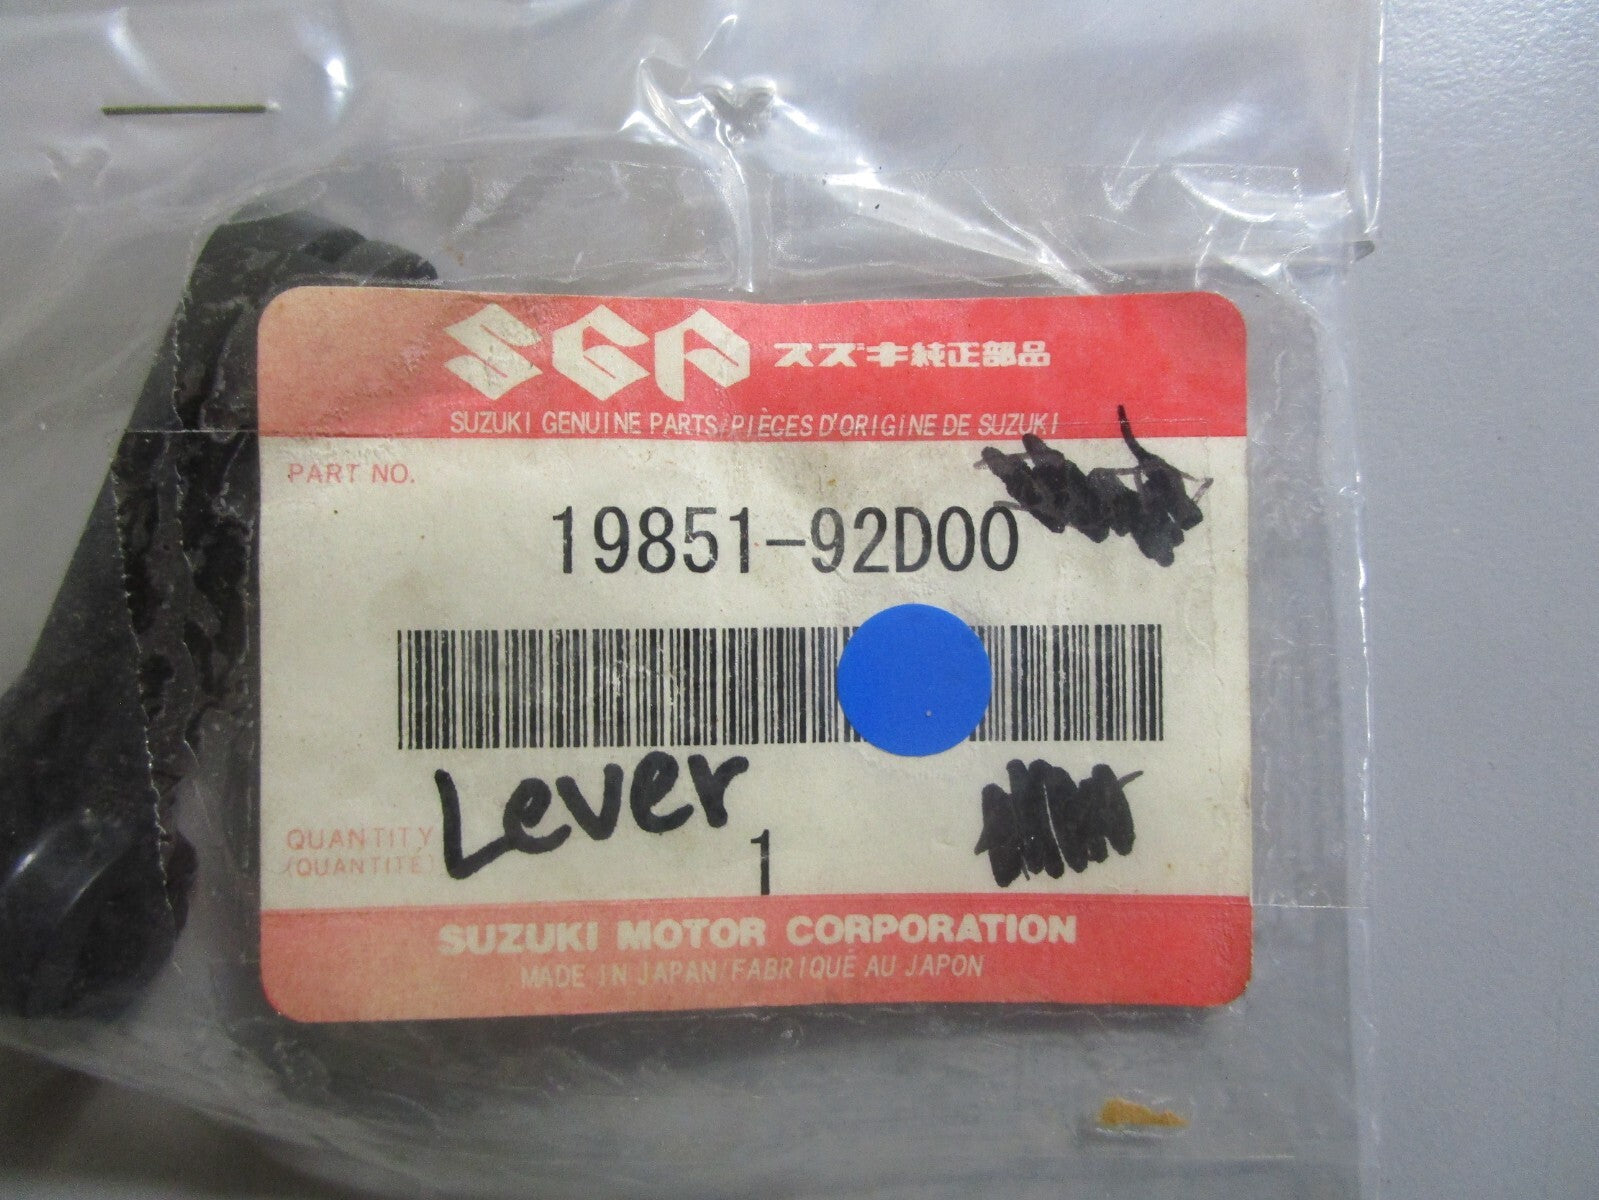 SGP スズキ純正部品
SUZUKI GENUINE PARTS/PIÈCES D'ORIGINE DE SUZUKI
PART NO.
19851-92D00
Lever
QUANTITY
(QUANTITÉ)
1
SUZUKI MOTOR CORPORATION
MADE IN JAPAN/FABRIQUÉ AU JAPON